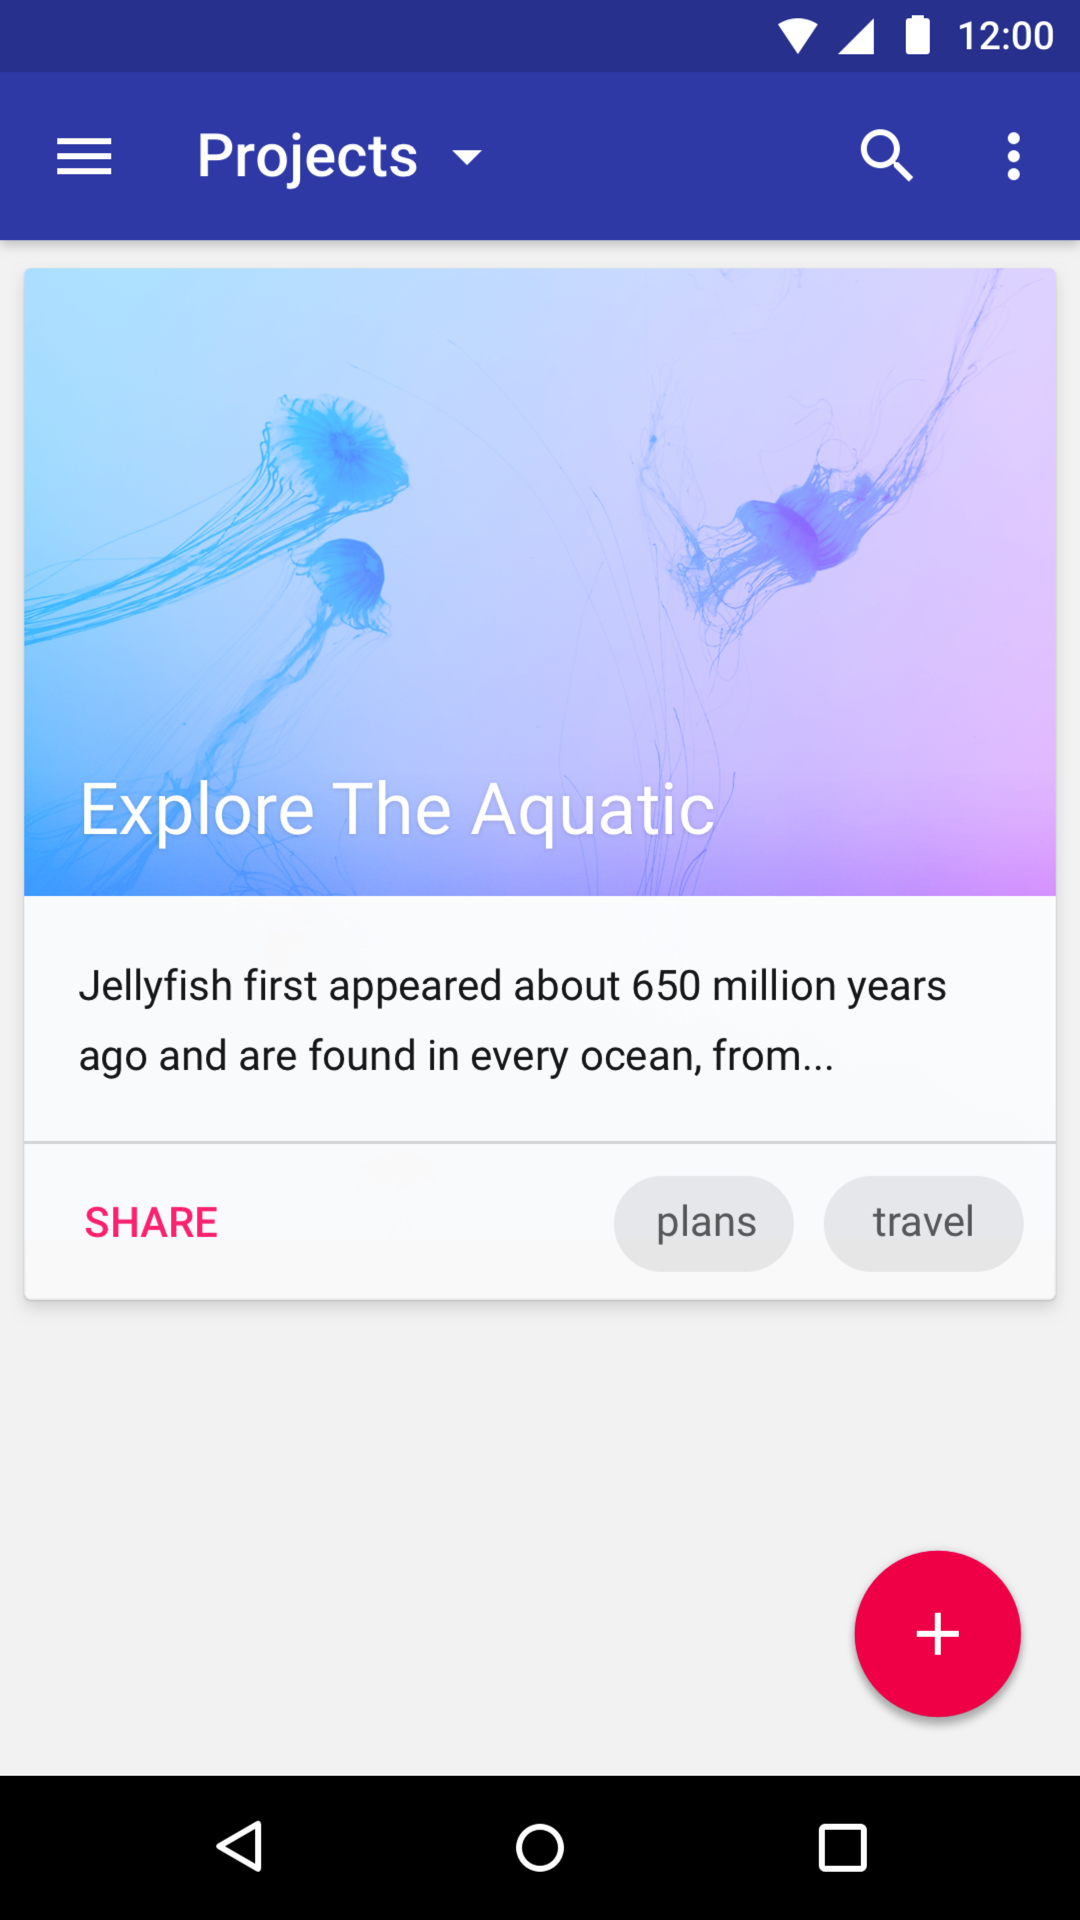 12:00
Projects
Explore The Aquatic
Jellyfish first appeared about 650 million years
ago and are found in every ocean, from...
SHARE
plans
travel